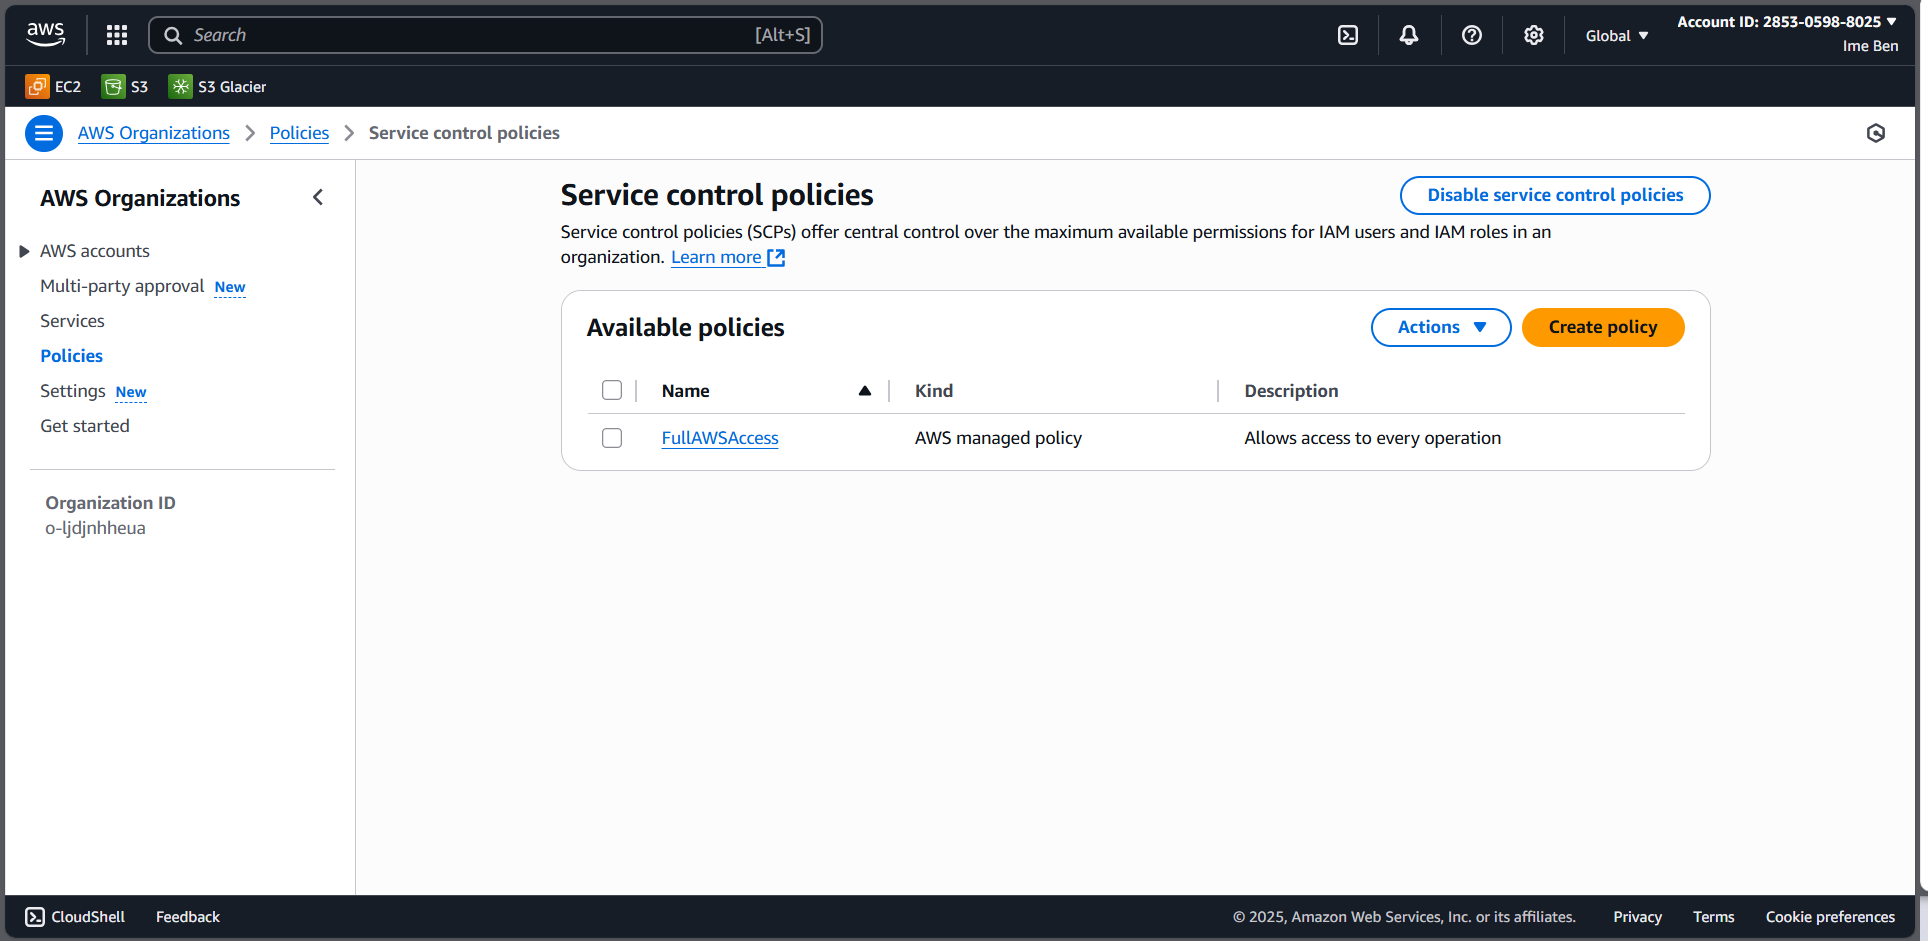 aws
Search [Alt+S]
Global
Account ID: 2853-0598-8025
Ime Ben
EC2 S3 S3 Glacier
AWS Organizations Policies Service control policies
AWS Organizations
AWS accounts
Multi-party approval New
Services
Policies
Settings New
Get started
Organization ID
o-ljdjnhheua
Service control policies
Disable service control policies
Service control policies (SCPs) offer central control over the maximum available permissions for IAM users and IAM roles in an
organization. Learn more
Available policies
Actions Create policy
Name Kind Description
FullAWSAccess AWS managed policy Allows access to every operation
CloudShell Feedback © 2025, Amazon Web Services, Inc. or its affiliates. Privacy Terms Cookie preferences